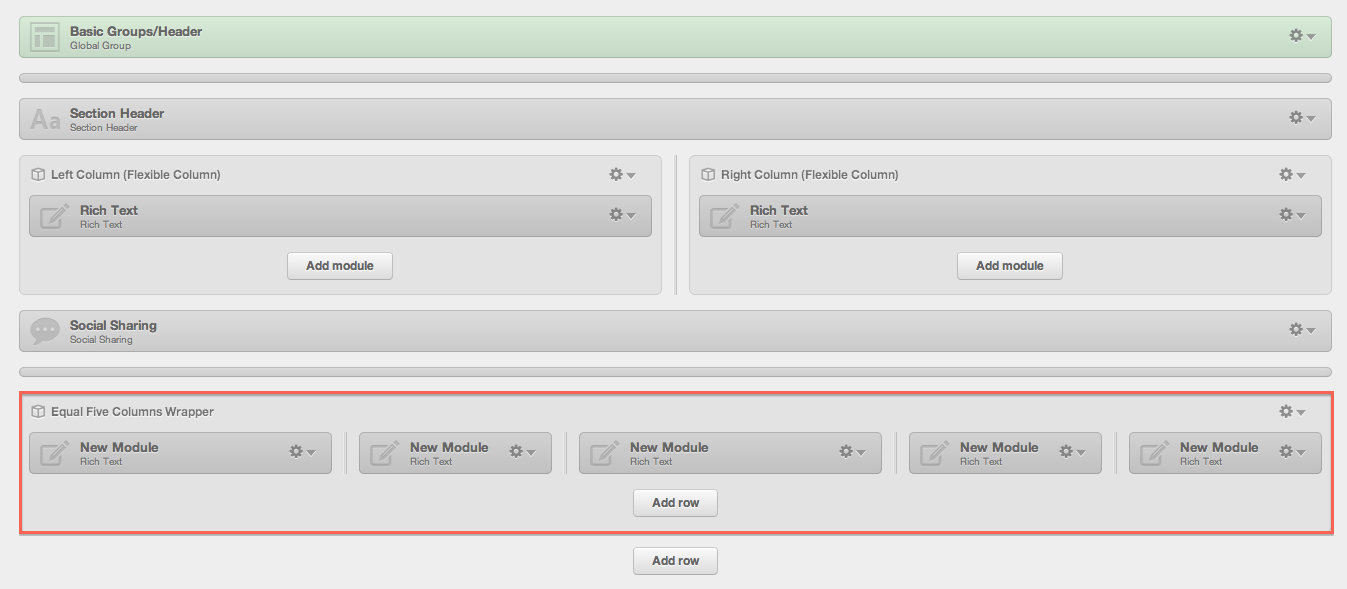 Basic Groups/Header
Global Group
Aa
Section Header
Section Header
Left Column (Flexible Column)
Rich Text
Rich Text
Add module
Right Column (Flexible Column)
Rich Text
Rich Text
Add module
Social Sharing
Social Sharing
Equal Five Columns Wrapper
New Module
Rich Text
New Module
Rich Text
New Module
Rich Text
New Module
Rich Text
New Module
Rich Text
Add row
Add row